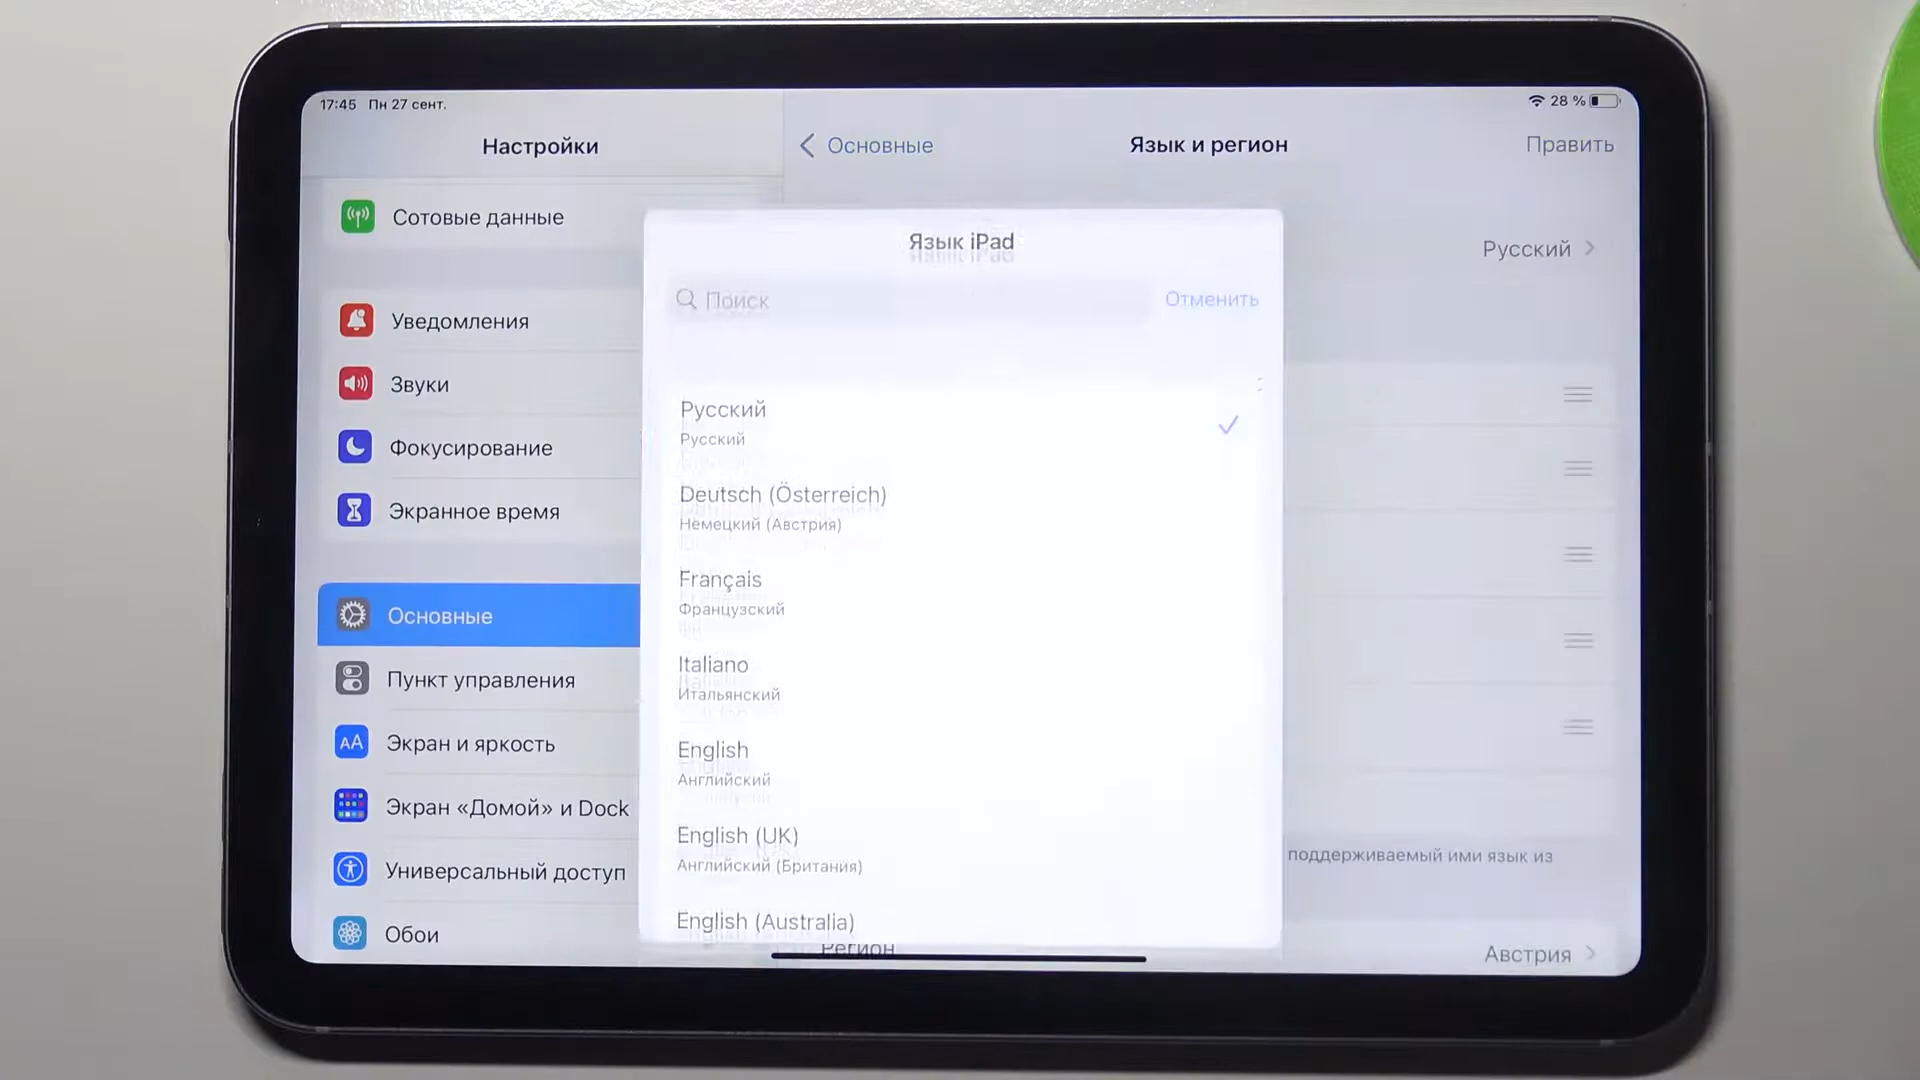 17:45 Пн 27 сент.
28 %
Настройки
Основные
Язык и регион
Править
Сотовые данные
Уведомления
Звуки
Фокусирование
Экранное время
Основные
Пункт управления
Экран и яркость
Экран «Домой» и Dock
Универсальный доступ
Обои
Русский
Язык iPad
Поиск
Отменить
Русский
Русский
Deutsch (Österreich)
Немецкий (Австрия)
Français
Французский
Italiano
Итальянский
English
Английский
English (UK)
Английский (Британия)
English (Australia)
поддерживаемый ими язык из
Регион
Австрия